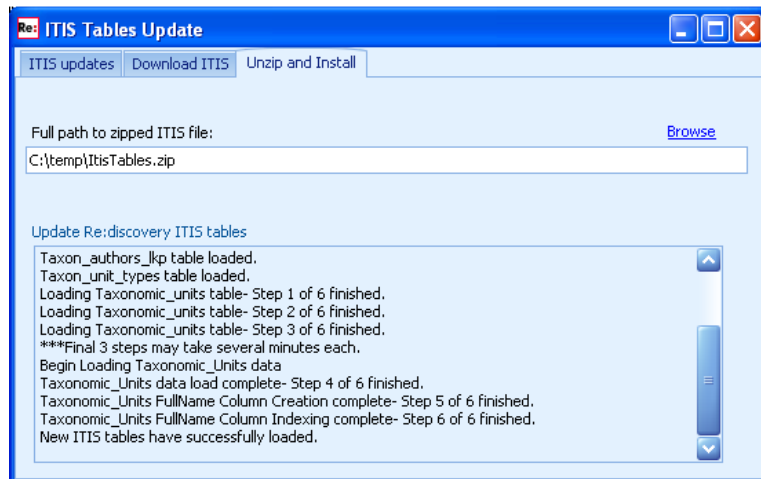 Re: ITIS Tables Update
ITIS updates Download ITIS Unzip and Install
Full path to zipped ITIS file: Browse
C:\temp\ItisTables.zip
Update Re:discovery ITIS tables
Taxon_authors_lkp table loaded.
Taxon_unit_types table loaded.
Loading Taxonomic_units table- Step 1 of 6 finished.
Loading Taxonomic_units table- Step 2 of 6 finished.
Loading Taxonomic_units table- Step 3 of 6 finished.
***Final 3 steps may take several minutes each.
Begin Loading Taxonomic_Units data
Taxonomic_Units data load complete- Step 4 of 6 finished.
Taxonomic_Units FullName Column Creation complete- Step 5 of 6 finished.
Taxonomic_Units FullName Column Indexing complete- Step 6 of 6 finished.
New ITIS tables have successfully loaded.